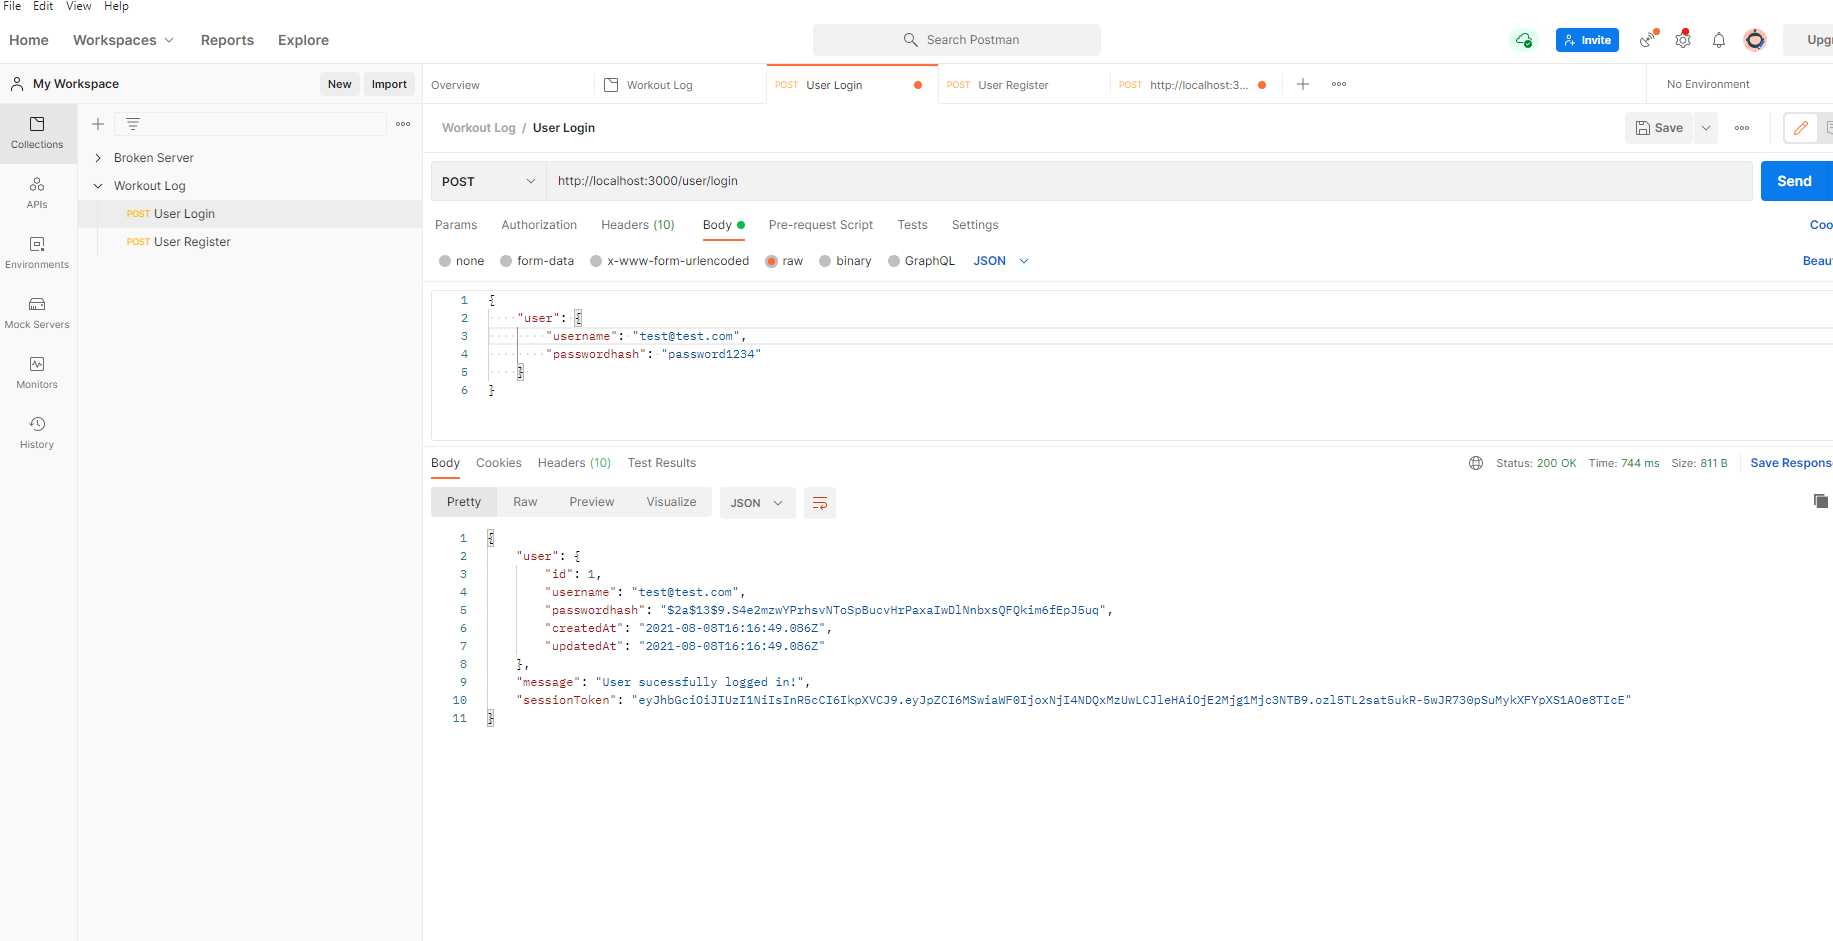 File Edit View Help
Home Workspaces Reports Explore Search Postman Invite Upgr
My Workspace New Import Overview Workout Log POST User Login POST User Register POST http://localhost:3... No Environment
Collections
APIs
Environments
Mock Servers
Monitors
History
Broken Server
Workout Log
POST User Login
POST User Register
Workout Log / User Login Save
POST http://localhost:3000/user/login Send
Params Authorization Headers (10) Body Pre-request Script Tests Settings Coo
none form-data x-www-form-urlencoded raw binary GraphQL JSON Beau
1 {
2 "user": {
3 "username": "test@test.com",
4 "passwordhash": "password1234"
5 }
6 }
Body Cookies Headers (10) Test Results Status: 200 OK Time: 744 ms Size: 811 B Save Respons
Pretty Raw Preview Visualize JSON
1 {
2 "user": {
3 "id": 1,
4 "username": "test@test.com",
5 "passwordhash": "$2a$13$9.S4e2mzwYPrhsvNToSpBucvHrPaxaIwDlNnbxsQFQkim6fEpJ5uq",
6 "createdAt": "2021-08-08T16:16:49.086Z",
7 "updatedAt": "2021-08-08T16:16:49.086Z"
8 },
9 "message": "User sucessfully logged in!",
10 "sessionToken": "eyJhbGciOiJIUzI1NiIsInR5cCI6IkpXVCJ9.eyJpZCI6MSwiaWF0IjoxNjI4NDQxMzUwLCJleHAiOjE2Mjg1Mjc3NTB9.ozl5TL2sat5ukR-5wJR730pSuMykXFYpXS1AOe8TIcE"
11 }